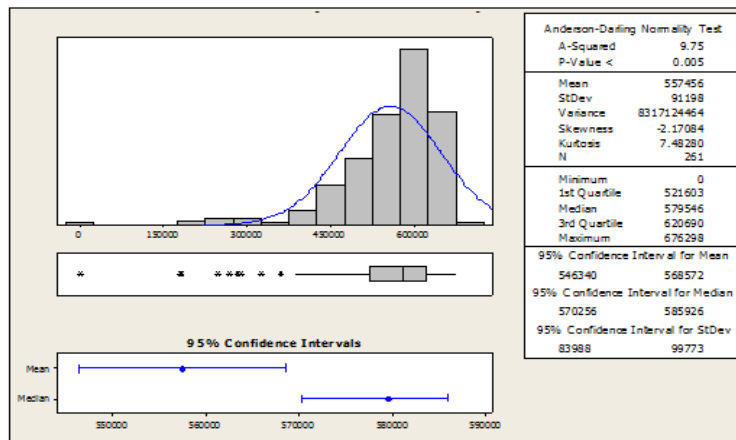 Anderson-Darling Normality Test
A-Squared 9.75
P-Value < 0.005
Mean 557456
StDev 91198
Variance 8317124464
Skewness -2.17084
Kurtosis 7.48280
N 261
Minimum 0
1st Quartile 521603
Median 579546
3rd Quartile 620690
Maximum 676298
95% Confidence Interval for Mean
546340 568572
95% Confidence Interval for Median
570256 585926
95% Confidence Interval for StDev
83988 99773
0 150000 300000 450000 600000
95% Confidence Intervals
Mean
Median
550000 560000 570000 580000 590000